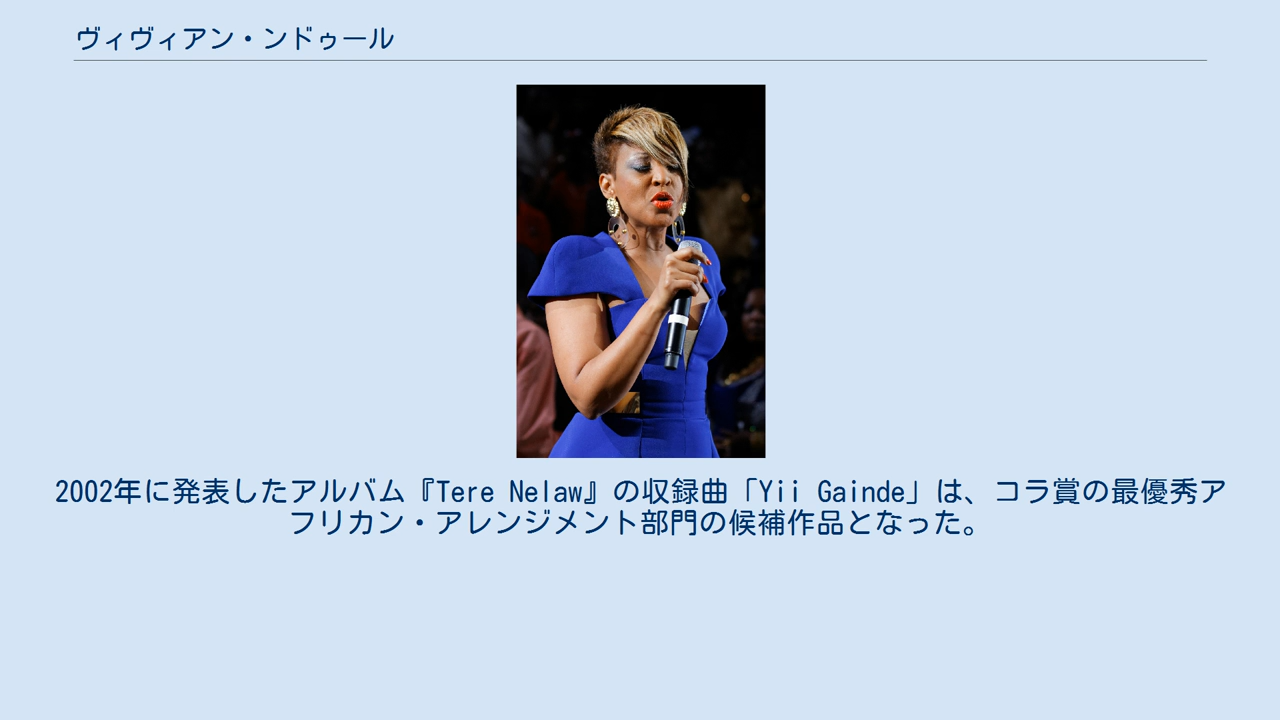 ヴィヴィアン・ンドゥール
2002年に発表したアルバム『Tere Nelaw』の収録曲「Yii Gainde」は、コラ賞の最優秀ア
フリカン・アレンジメント部門の候補作品となった。